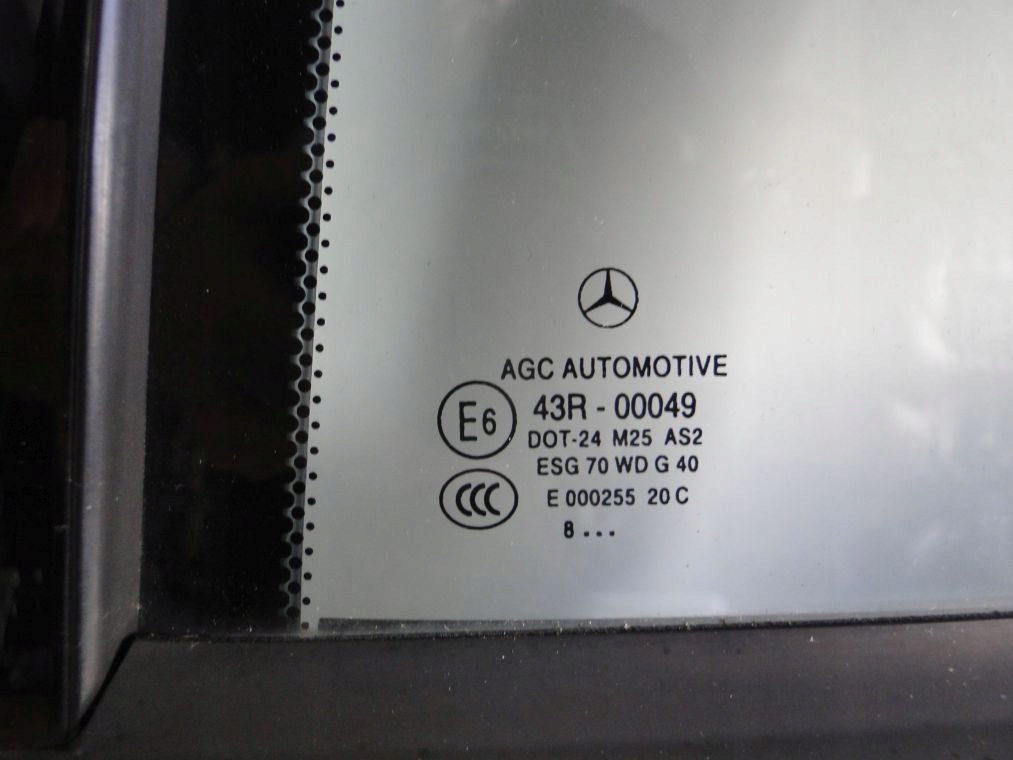 AGC AUTOMOTIVE
E6 43R - 00049
DOT-24 M25 AS2
ESG 70 WD G 40
CCC E 000255 20 C
8 ...